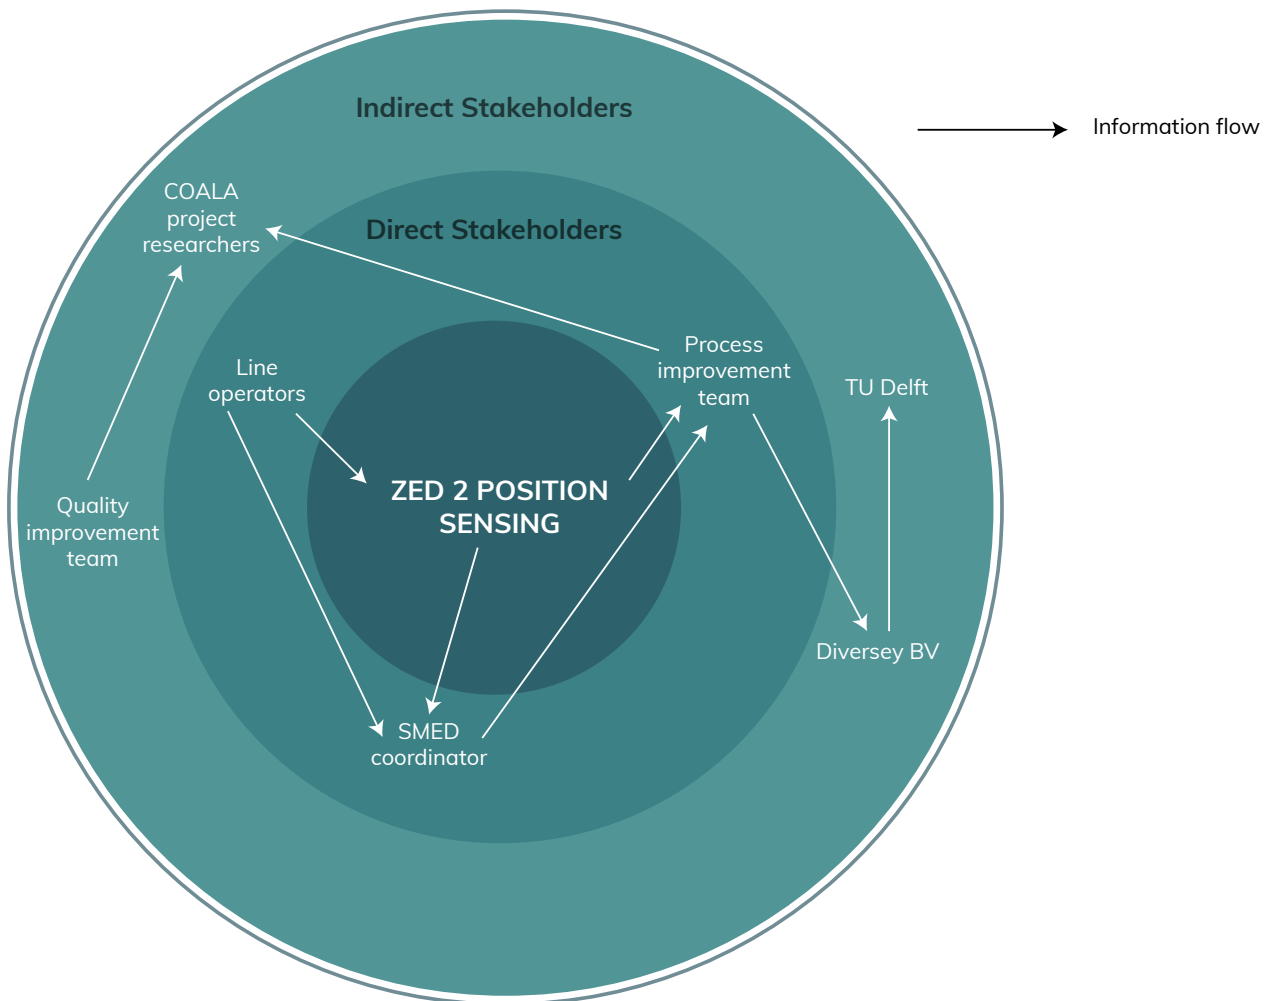 Indirect Stakeholders
Information flow
COALA
project
researchers
Direct Stakeholders
Line
operators
Process
improvement
team
TU Delft
ZED 2 POSITION
SENSING
Quality
improvement
team
Diversey BV
SMED
coordinator